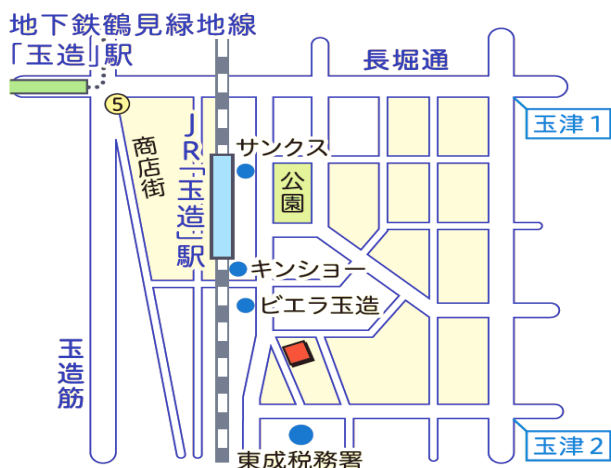 地下鉄鶴見緑地線
「玉造」駅
長堀通
5
玉津1
商店街
JR「玉造」駅
サンクス
公園
キンショー
ビエラ玉造
玉造筋
東成税務署
玉津2